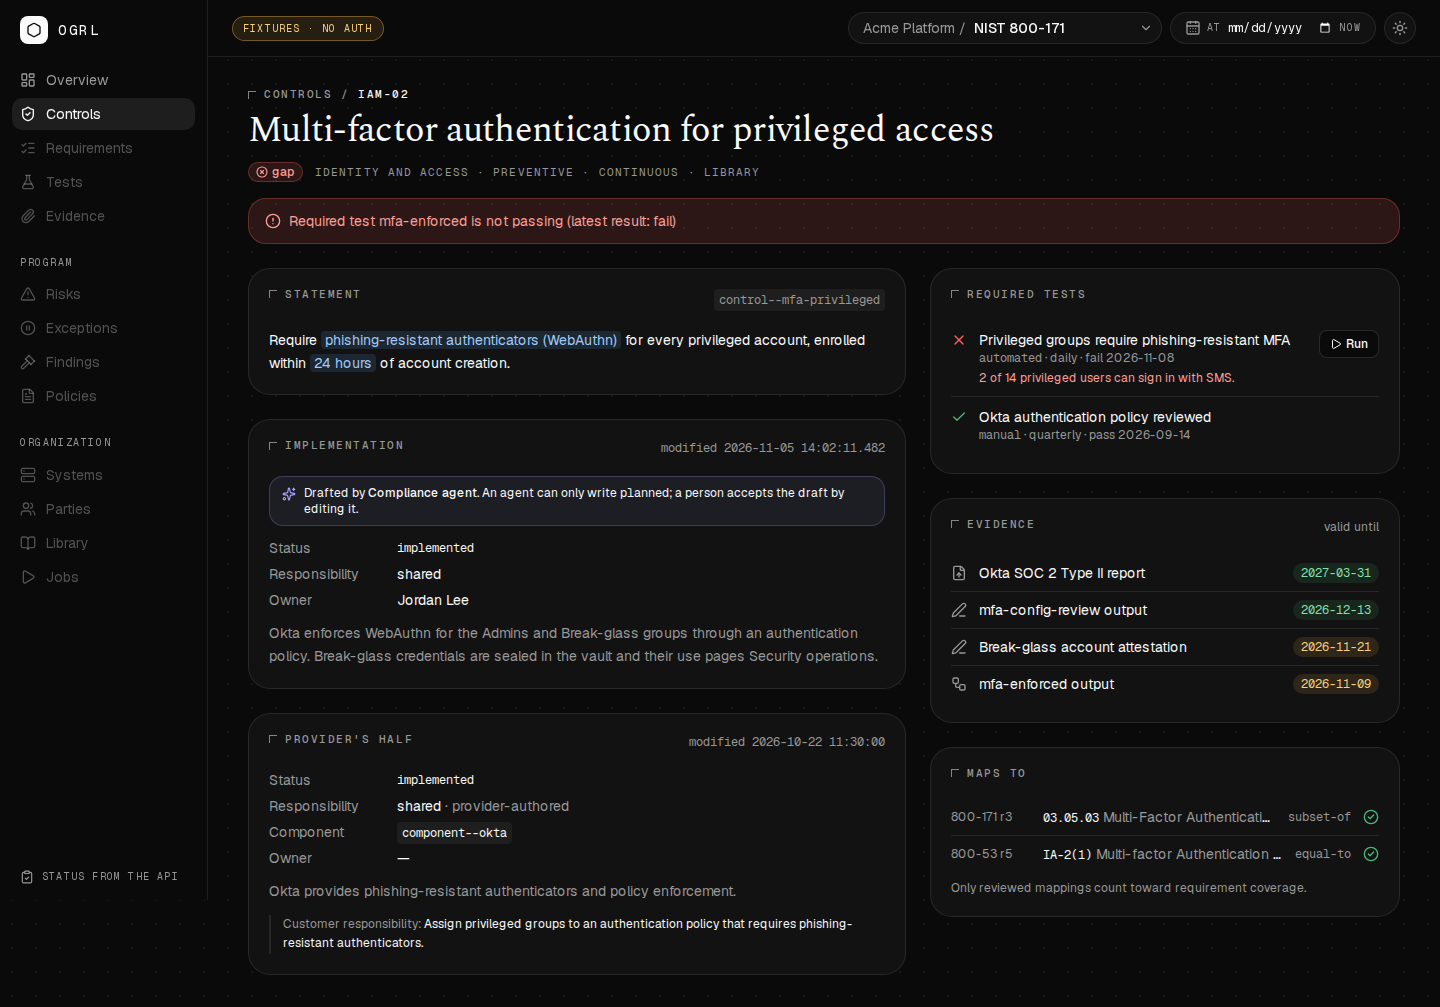 OGRL
FIXTURES · NO AUTH
Acme Platform / NIST 800-171
AT mm/dd/yyyy NOW
Overview
Controls
Requirements
Tests
Evidence
PROGRAM
Risks
Exceptions
Findings
Policies
ORGANIZATION
Systems
Parties
Library
Jobs
STATUS FROM THE API
CONTROLS / IAM-02
Multi-factor authentication for privileged access
gap IDENTITY AND ACCESS · PREVENTIVE · CONTINUOUS · LIBRARY
Required test mfa-enforced is not passing (latest result: fail)
STATEMENT control--mfa-privileged
Require phishing-resistant authenticators (WebAuthn) for every privileged account, enrolled
within 24 hours of account creation.
IMPLEMENTATION modified 2026-11-05 14:02:11.482
Drafted by Compliance agent. An agent can only write planned; a person accepts the draft by
editing it.
Status implemented
Responsibility shared
Owner Jordan Lee
Okta enforces WebAuthn for the Admins and Break-glass groups through an authentication
policy. Break-glass credentials are sealed in the vault and their use pages Security operations.
PROVIDER'S HALF modified 2026-10-22 11:30:00
Status implemented
Responsibility shared · provider-authored
Component component--okta
Owner —
Okta provides phishing-resistant authenticators and policy enforcement.
Customer responsibility: Assign privileged groups to an authentication policy that requires phishing-
resistant authenticators.
REQUIRED TESTS
Privileged groups require phishing-resistant MFA Run
automated · daily · fail 2026-11-08
2 of 14 privileged users can sign in with SMS.
Okta authentication policy reviewed
manual · quarterly · pass 2026-09-14
EVIDENCE valid until
Okta SOC 2 Type II report 2027-03-31
mfa-config-review output 2026-12-13
Break-glass account attestation 2026-11-21
mfa-enforced output 2026-11-09
MAPS TO
800-171 r3 03.05.03 Multi-Factor Authenticati… subset-of
800-53 r5 IA-2(1) Multi-factor Authentication … equal-to
Only reviewed mappings count toward requirement coverage.